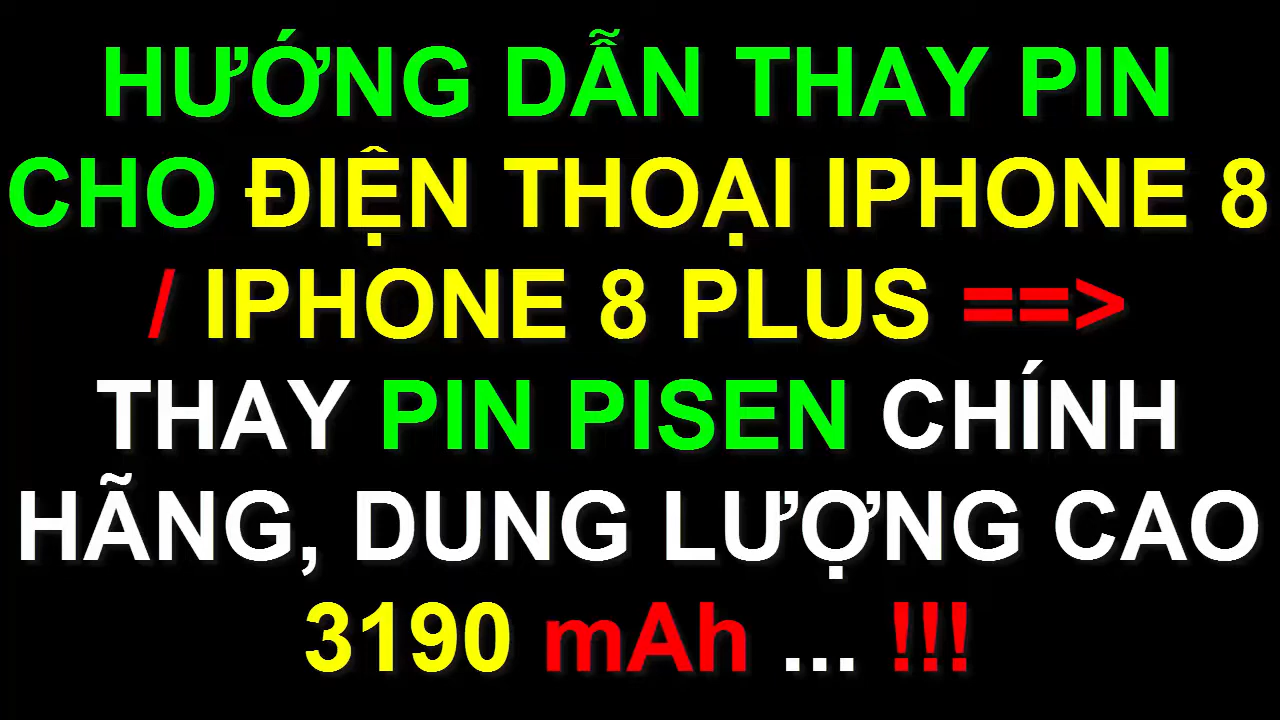 HƯỚNG DẪN THAY PIN
CHO ĐIỆN THOẠI IPHONE 8
/ IPHONE 8 PLUS ==>
THAY PIN PISEN CHÍNH
HÃNG, DUNG LƯỢNG CAO
3190 mAh ... !!!